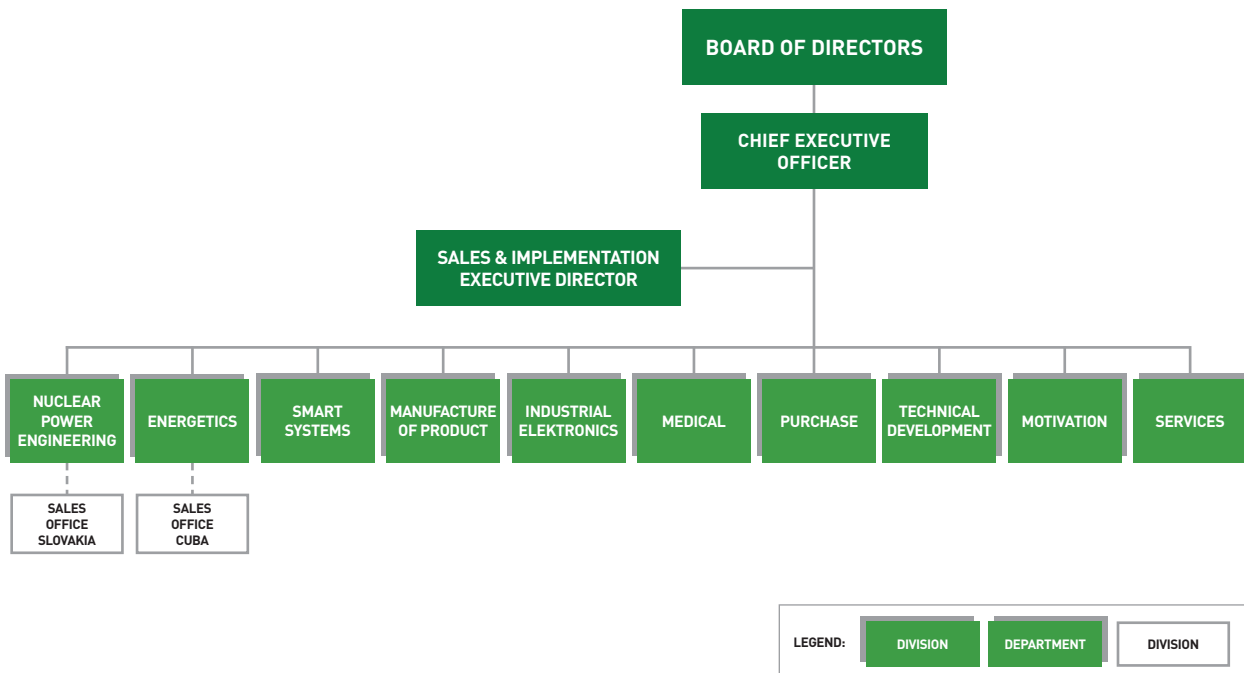 BOARD OF DIRECTORS
CHIEF EXECUTIVE
OFFICER
SALES & IMPLEMENTATION
EXECUTIVE DIRECTOR
NUCLEAR
POWER
ENGINEERING
ENERGETICS
SMART
SYSTEMS
MANUFACTURE
OF PRODUCT
INDUSTRIAL
ELEKTRONICS
MEDICAL
PURCHASE
TECHNICAL
DEVELOPMENT
MOTIVATION
SERVICES
SALES
OFFICE
SLOVAKIA
SALES
OFFICE
CUBA
LEGEND:
DIVISION
DEPARTMENT
DIVISION